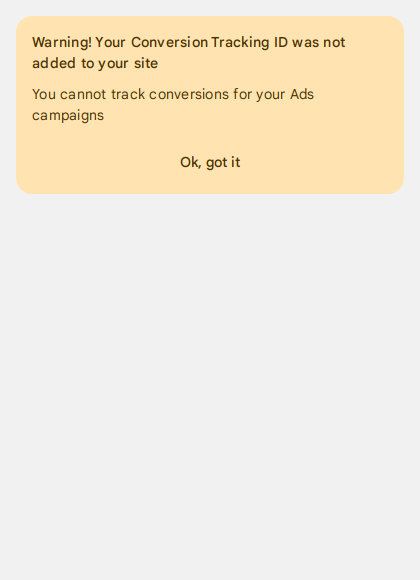 Warning! Your Conversion Tracking ID was not
added to your site
You cannot track conversions for your Ads
campaigns
Ok, got it